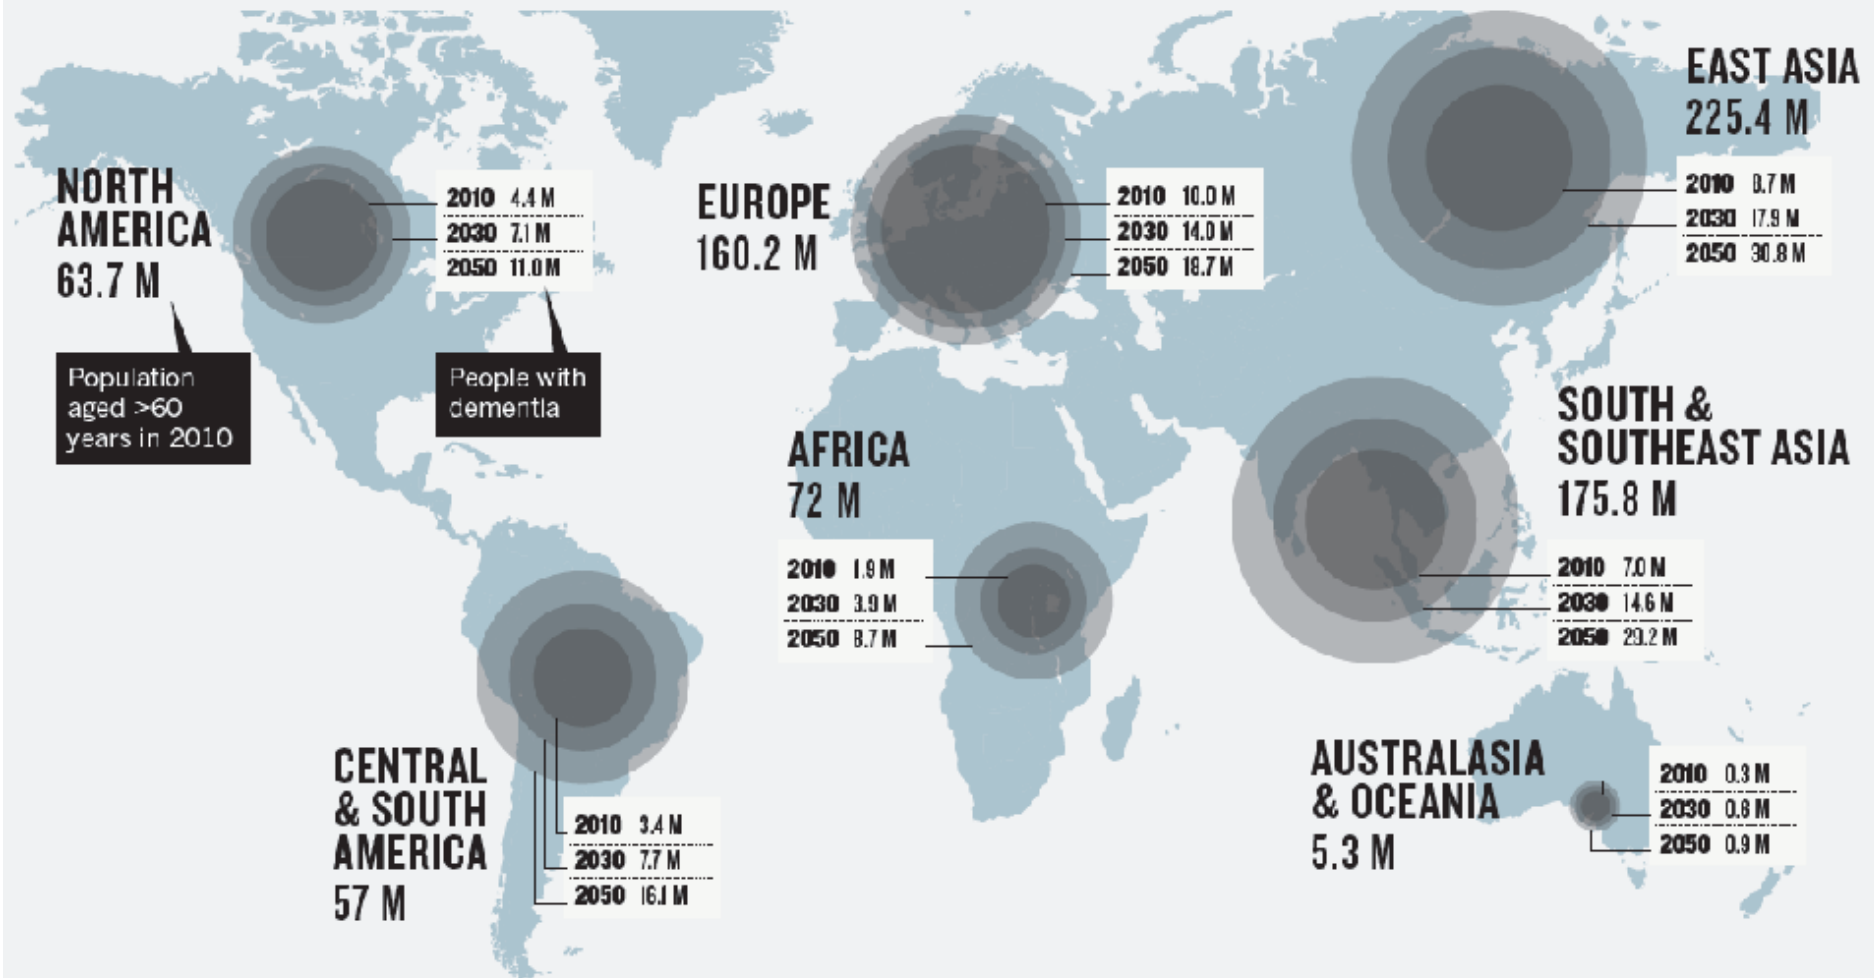 NORTH
AMERICA
63.7 M
Population
aged >60
years in 2010
2010 4.4 M
2030 7.1 M
2050 11.0 M
People with
dementia
EUROPE
160.2 M
2010 10.0 M
2030 14.0 M
2050 18.7 M
EAST ASIA
225.4 M
2010 8.7 M
2030 17.9 M
2050 30.8 M
AFRICA
72 M
2010 1.9 M
2030 3.9 M
2050 8.7 M
SOUTH &
SOUTHEAST ASIA
175.8 M
2010 7.0 M
2030 14.6 M
2050 29.2 M
CENTRAL
& SOUTH
AMERICA
57 M
2010 3.4 M
2030 7.7 M
2050 16.1 M
AUSTRALASIA
& OCEANIA
5.3 M
2010 0.3 M
2030 M
2050 0.9 M